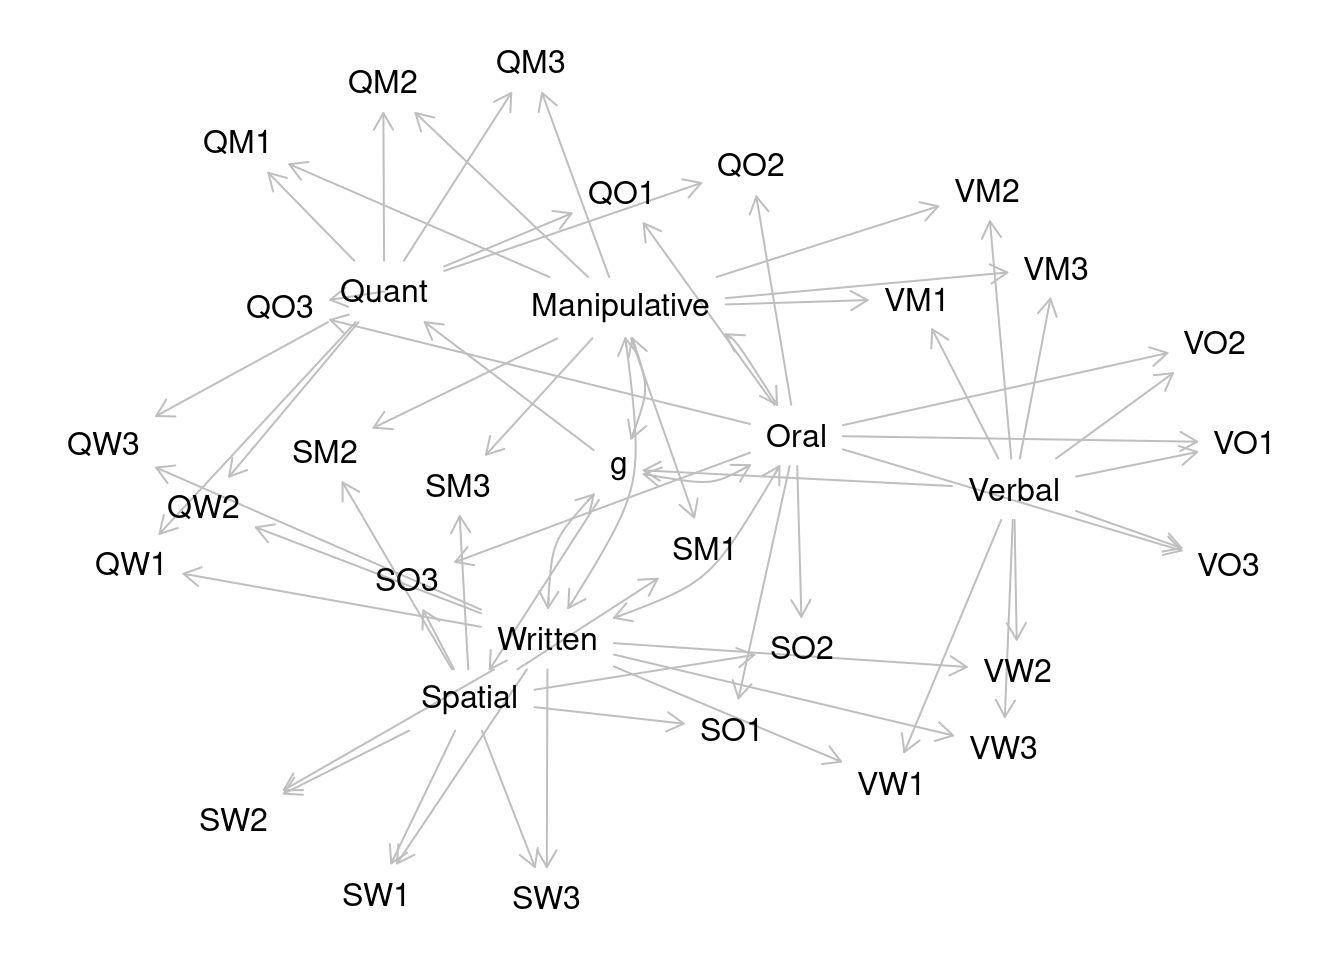 QM3
QM2
QM1
QO2
QO1
VM2
VM3
Quant
VM1
Manipulative
QO3
VO2
Oral
VO1
QW3
SM2
g
SM3
Verbal
QW2
SM1
QW1
VO3
SO3
Written
SO2
VW2
Spatial
SO1
VW3
VW1
SW2
SW1
SW3